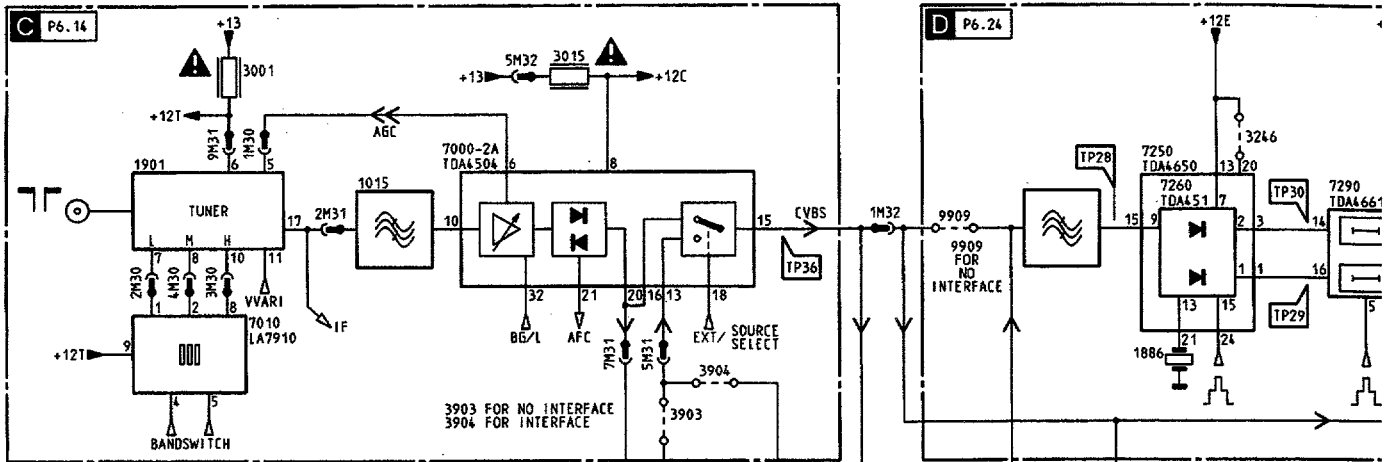 C P6.14
+13
3001
+12T
9M31
1M30
AGC
1901
6
5
TUNER
17
L M H
7 8 10 11
2M30
4M30
3M30
VVARI
1 2 8
7010
LA7910
+12T
9
4 5
BANDSWITCH
2M31
IF
1015
10
+13
5M32
3015
+12C
7000-2A
TDA4504
6
8
15
32 21 20 16 13 18
BG/L
AFC
7M31
5M31
EXT/ SOURCE
SELECT
3904
3903
3903 FOR NO INTERFACE
3904 FOR INTERFACE
CVBS
TP36
1M32
D P6.24
+12E
9909
9909
FOR
NO
INTERFACE
TP28
15
3246
7250
TDA4650
13 20
7260
TDA451
7
9
2 3
1 1
13 15
21 24
1886
TP30
TP29
7290
TDA4661
14
16
5